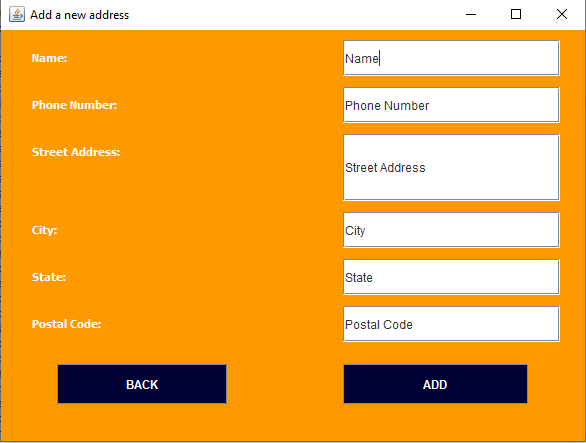 Add a new address
Name: Name
Phone Number: Phone Number
Street Address: Street Address
City: City
State: State
Postal Code: Postal Code
BACK ADD